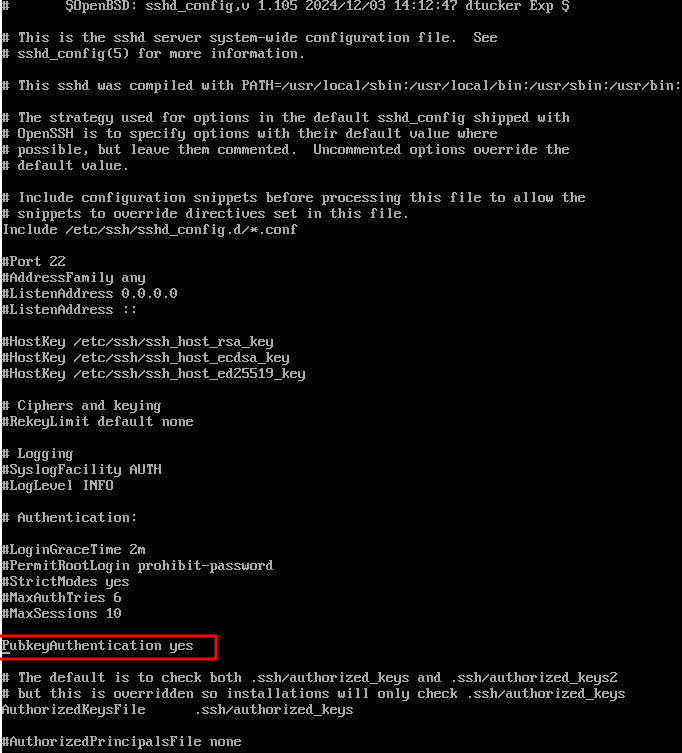 # $OpenBSD: sshd_config,v 1.105 2024/12/03 14:12:47 dtucker Exp $
# This is the sshd server system-wide configuration file.  See
# sshd_config(5) for more information.
# This sshd was compiled with PATH=/usr/local/sbin:/usr/local/bin:/usr/sbin:/usr/bin:
# The strategy used for options in the default sshd_config shipped with
# OpenSSH is to specify options with their default value where
# possible, but leave them commented.  Uncommented options override the
# default value.
# Include configuration snippets before processing this file to allow the
# snippets to override directives set in this file.
Include /etc/ssh/sshd_config.d/*.conf
#Port 22
#AddressFamily any
#ListenAddress 0.0.0.0
#ListenAddress ::
#HostKey /etc/ssh/ssh_host_rsa_key
#HostKey /etc/ssh/ssh_host_ecdsa_key
#HostKey /etc/ssh/ssh_host_ed25519_key
# Ciphers and keying
#RekeyLimit default none
# Logging
#SyslogFacility AUTH
#LogLevel INFO
# Authentication:
#LoginGraceTime 2m
#PermitRootLogin prohibit-password
#StrictModes yes
#MaxAuthTries 6
#MaxSessions 10
PubkeyAuthentication yes
# The default is to check both .ssh/authorized_keys and .ssh/authorized_keys2
# but this is overridden so installations will only check .ssh/authorized_keys
AuthorizedKeysFile      .ssh/authorized_keys
#AuthorizedPrincipalsFile none